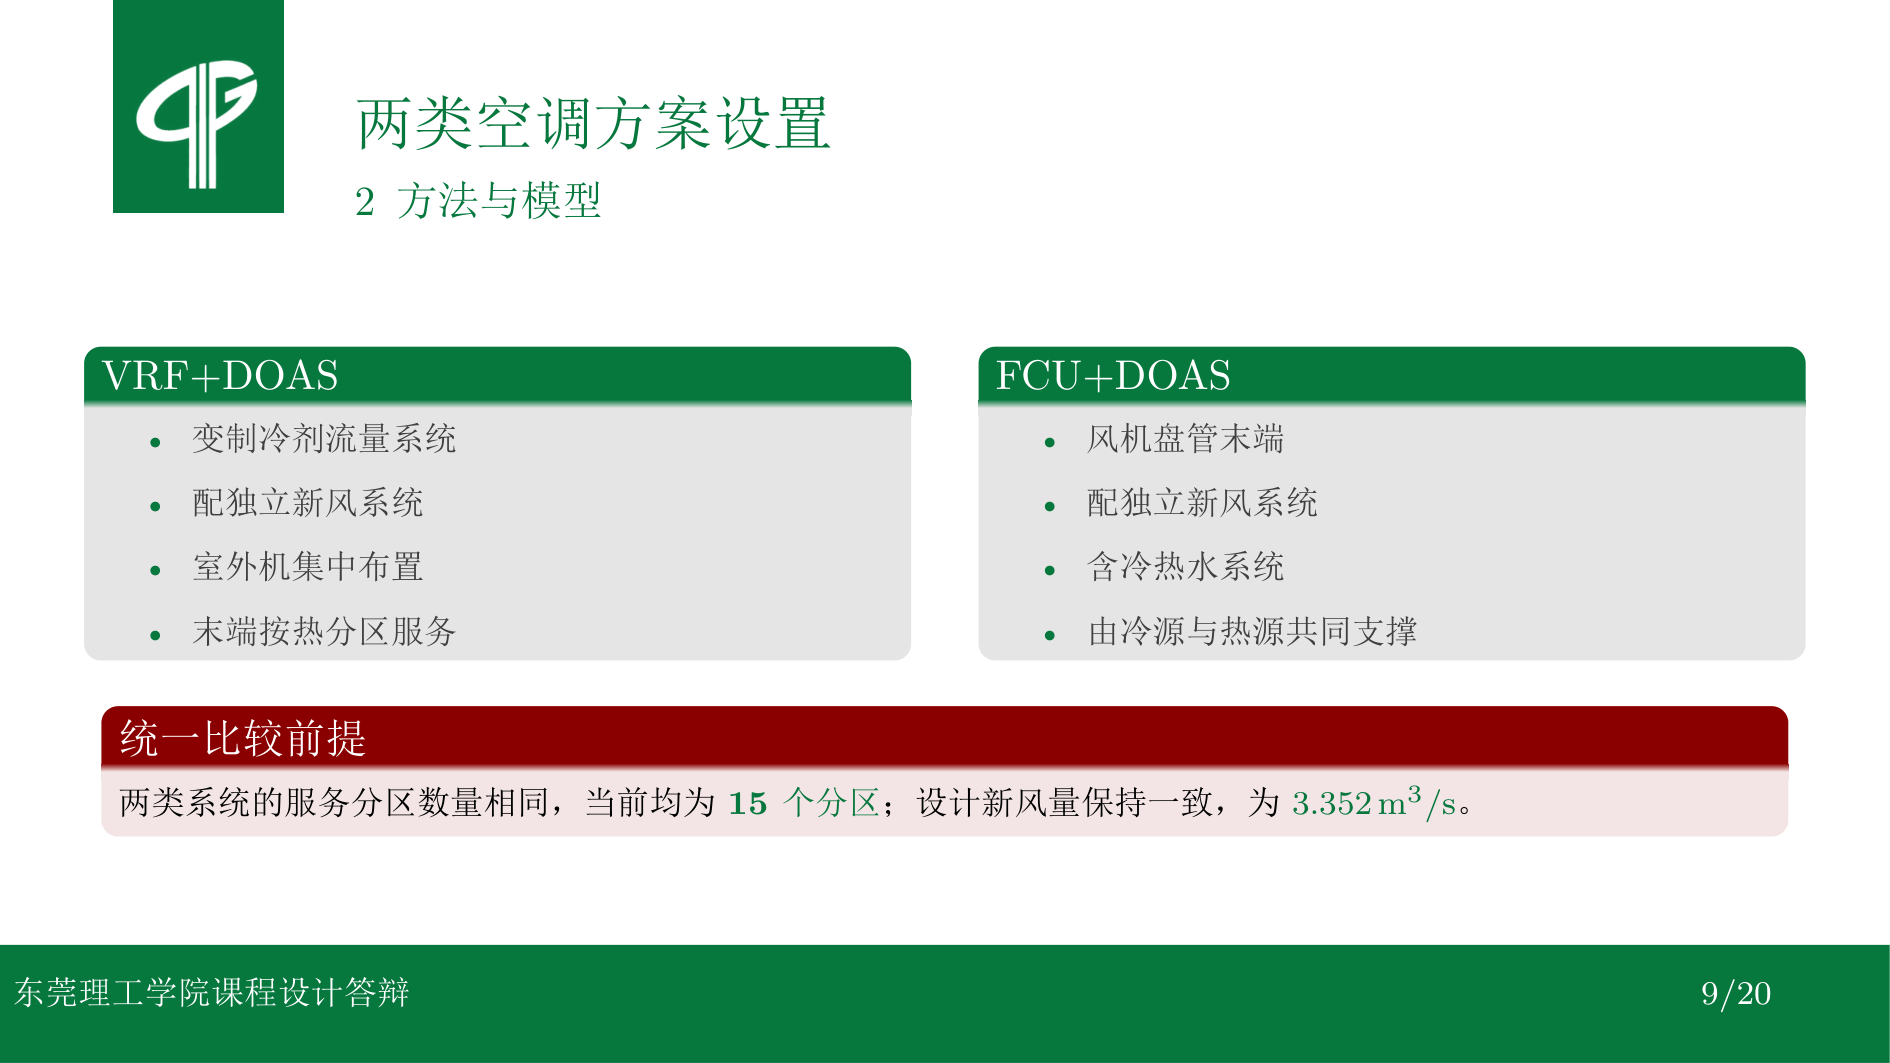 两类空调方案设置
2 方法与模型
VRF+DOAS
• 变制冷剂流量系统
• 配独立新风系统
• 室外机集中布置
• 末端按热分区服务
FCU+DOAS
• 风机盘管末端
• 配独立新风系统
• 含冷热水系统
• 由冷源与热源共同支撑
统一比较前提
两类系统的服务分区数量相同，当前均为 15 个分区；设计新风量保持一致，为 3.352 m³/s。
东莞理工学院课程设计答辩
9/20